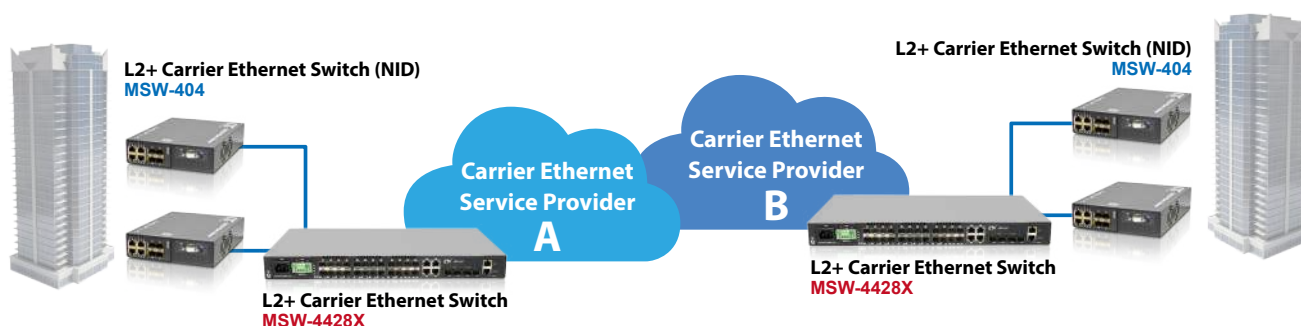 L2+ Carrier Ethernet Switch (NID)
MSW-404
L2+ Carrier Ethernet Switch (NID)
MSW-404
Carrier Ethernet
Service Provider
A
Carrier Ethernet
Service Provider
B
L2+ Carrier Ethernet Switch
MSW-4428X
L2+ Carrier Ethernet Switch
MSW-4428X